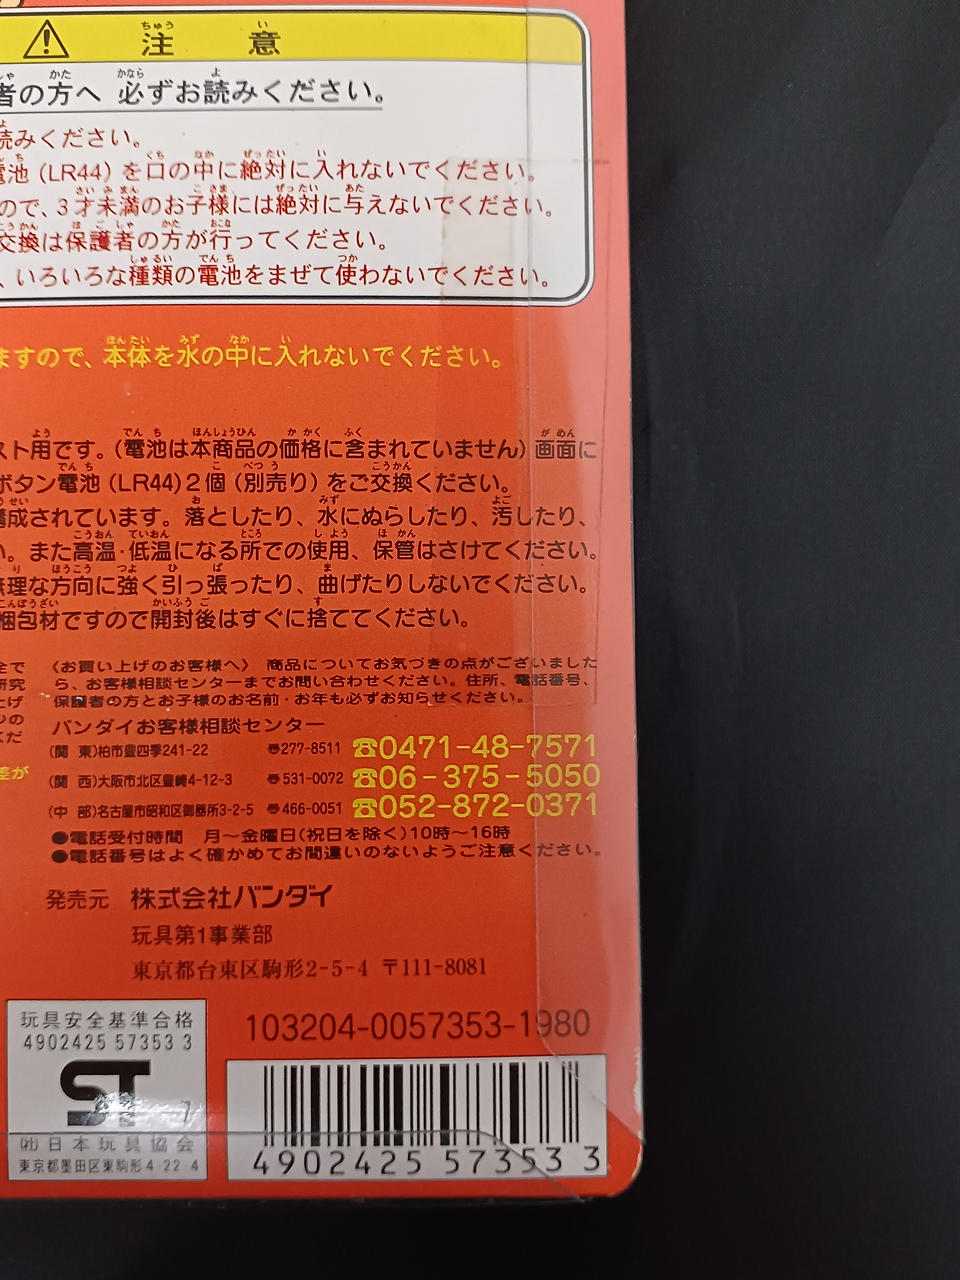 注意
者の方へ 必ずお読みください。
読みください。
電池 (LR44) を口の中に絶対に入れないでください。
ので、3才未満のお子様には絶対に与えないでください。
交換は保護者の方が行ってください。
、いろいろな種類の電池をまぜて使わないでください。
ますので、本体を水の中に入れないでください。
スト用です。(電池は本商品の価格に含まれていません) 画面に
ボタン電池 (LR44) 2個 (別売り) をご交換ください。
構成されています。落としたり、水にぬらしたり、汚したり、
い。また高温・低温になる所での使用、保管はさけてください。
無理な方向に強く引っ張ったり、曲げたりしないでください。
梱包材ですので開封後はすぐに捨ててください。
全で
研究
上げ
少の
くだ
差が
《お買い上げのお客様へ》 商品についてお気づきの点がございました
ら、お客様相談センターまでお問い合わせください。住所、電話番号、
保護者の方とお子様のお名前・お年も必ずお知らせください。
バンダイお客様相談センター
(関 東)柏市豊四季241-22 〠277-8511 ☎0471-48-7571
(関 西)大阪市北区豊崎4-12-3 〠531-0072 ☎06-375-5050
(中 部)名古屋市昭和区御器所3-2-5 〠466-0051 ☎052-872-0371
●電話受付時間 月〜金曜日(祝日を除く)10時〜16時
●電話番号はよく確かめてお間違いのないようご注意ください。
発売元 株式会社バンダイ
玩具第1事業部
東京都台東区駒形2-5-4 〒111-8081
103204-0057353-1980
玩具安全基準合格
4902425 57353 3
ST 7
㈳日本玩具協会
東京都墨田区東駒形4-22-4
4902425 57353 3